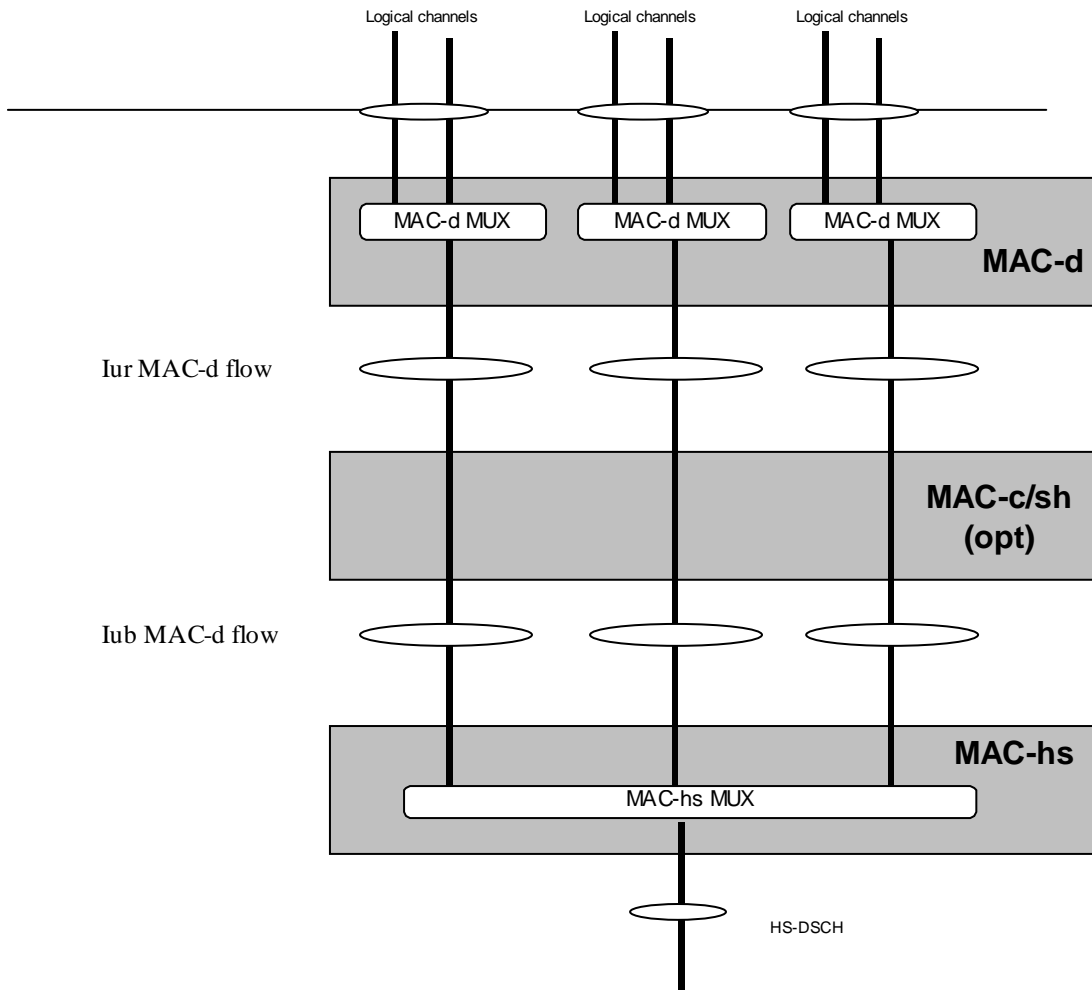 Logical channels
Logical channels
Logical channels
MAC-d MUX
MAC-d MUX
MAC-d MUX
MAC-d
Iur MAC-d flow
MAC-c/sh
(opt)
Iub MAC-d flow
MAC-hs
MAC-hs MUX
HS-DSCH